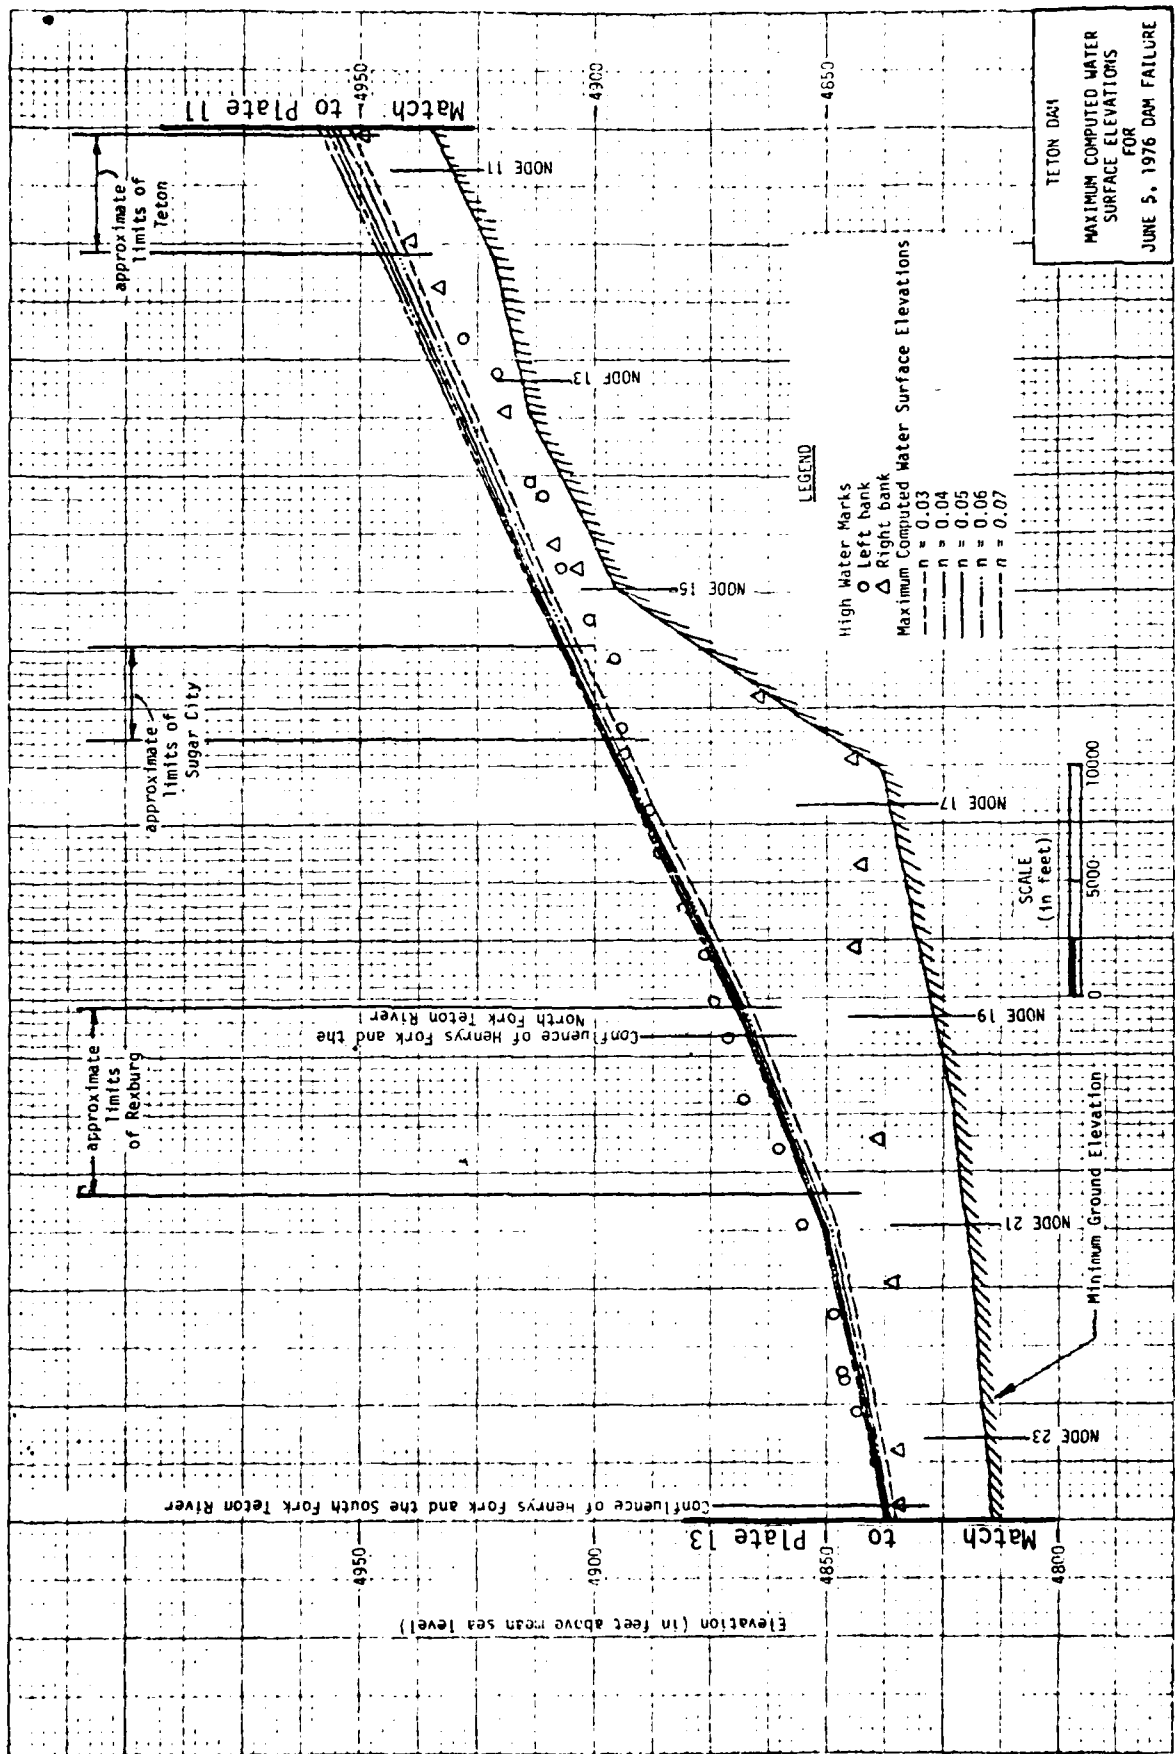 TETON DAM
MAXIMUM COMPUTED WATER
SURFACE ELEVATIONS
FOR
JUNE 5, 1976 DAM FAILURE
Match
to Plate 11
4950
4900
4650
approximate
limits of
Teton
approximate
limits of
Sugar City
approximate
limits
of Rexburg
NODE 11
NODE 13
NODE 15
NODE 17
NODE 19
NODE 21
NODE 23
Confluence of Henrys Fork and the
North Fork Teton River
Confluence of Henrys Fork and the South Fork Teton River
LEGEND
High Water Marks
O Left bank
Δ Right bank
Maximum Computed Water Surface Elevations
n = 0.03
n = 0.04
n = 0.05
n = 0.06
n = 0.07
SCALE
(in feet)
0
5000
10000
Minimum Ground Elevation
Match
to
Plate 13
4950
4900
4850
4800
Elevation (in feet above mean sea level)